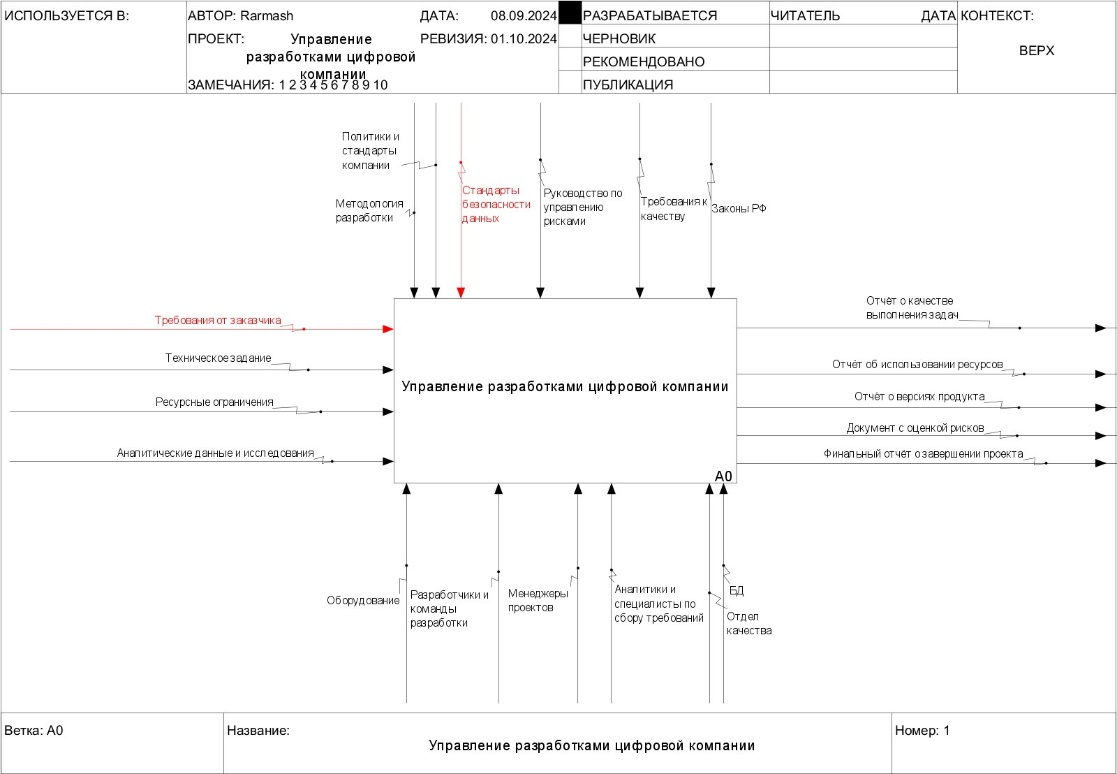 ИСПОЛЬЗУЕТСЯ В:
АВТОР: Rarmash
ДАТА: 08.09.2024
РАЗРАБАТЫВАЕТСЯ
ЧИТАТЕЛЬ
ДАТА
КОНТЕКСТ:
ПРОЕКТ: Управление
разработками цифровой
компании
РЕВИЗИЯ: 01.10.2024
ЧЕРНОВИК
РЕКОМЕНДОВАНО
ВЕРХ
ЗАМЕЧАНИЯ: 1 2 3 4 5 6 7 8 9 10
ПУБЛИКАЦИЯ
Политики и
стандарты
компании
Методология
разработки
Стандарты
безопасности
данных
Руководство по
управлению
рисками
Требования к
качеству
Законы РФ
Требования от заказчика
Техническое задание
Ресурсные ограничения
Аналитические данные и исследования
Управление разработками цифровой компании
A0
Отчёт о качестве
выполнения задач
Отчёт об использовании ресурсов
Отчёт о версиях продукта
Документ с оценкой рисков
Финальный отчёт о завершении проекта
Оборудование
Разработчики и
команды
разработки
Менеджеры
проектов
Аналитики и
специалисты по
сбору требований
БД
Отдел
качества
Ветка: A0
Название:
Управление разработками цифровой компании
Номер: 1